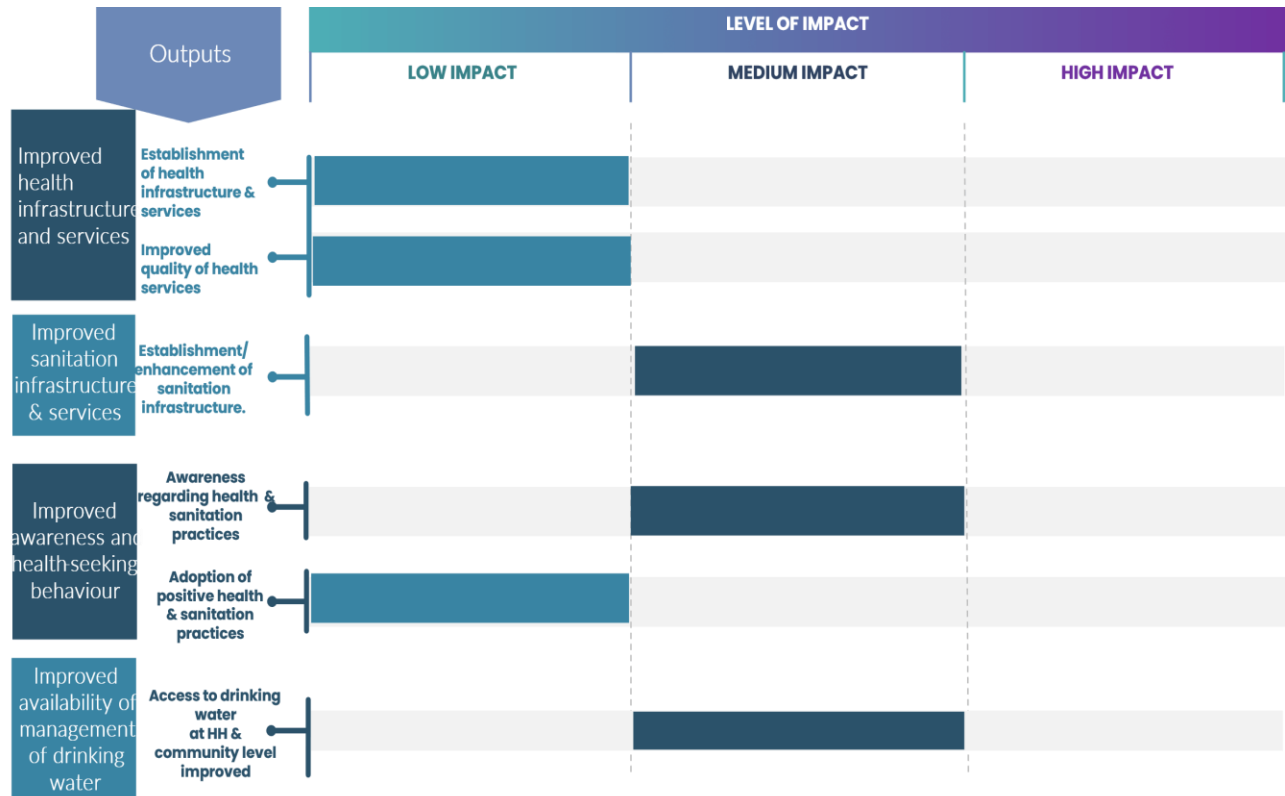 Outputs
LEVEL OF IMPACT
LOW IMPACT
MEDIUM IMPACT
HIGH IMPACT
Improved
health
infrastructure
and services
Establishment
of health
infrastructure &
services
Improved
quality of health
services
Improved
sanitation
infrastructure
& services
Establishment/
enhancement of
sanitation
infrastructure.
Improved
awareness and
health-seeking
behaviour
Awareness
regarding health &
sanitation
practices
Adoption of
positive health
& sanitation
practices
Improved
availability of
management
of drinking
water
Access to drinking
water
at HH &
community level
improved